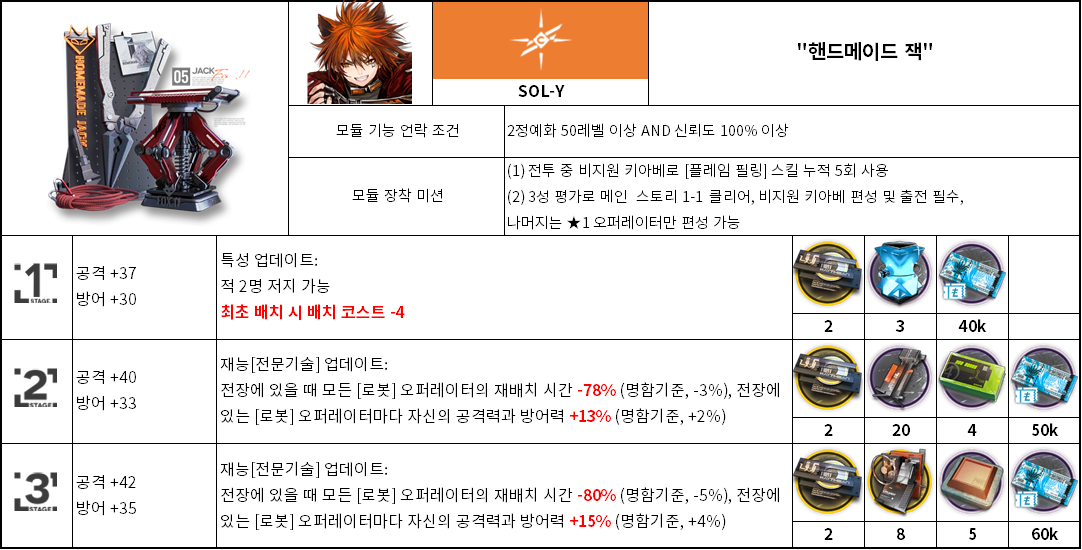 HOMEMADE JACK
05 JACK
SOL-Y
"핸드메이드 잭"
모듈 기능 언락 조건
2정예화 50레벨 이상 AND 신뢰도 100% 이상
모듈 장착 미션
(1) 전투 중 비지원 키아베로 [플레임 필링] 스킬 누적 5회 사용
(2) 3성 평가로 메인 스토리 1-1 클리어, 비지원 키아베 편성 및 출전 필수,
나머지는 ★1 오퍼레이터만 편성 가능
1
STAGE
공격 +37
방어 +30
특성 업데이트:
적 2명 저지 가능
최초 배치 시 배치 코스트 -4
2
3
40k
2
STAGE
공격 +40
방어 +33
재능[전문기술] 업데이트:
전장에 있을 때 모든 [로봇] 오퍼레이터의 재배치 시간 -78% (명함기준, -3%), 전장에
있는 [로봇] 오퍼레이터마다 자신의 공격력과 방어력 +13% (명함기준, +2%)
2
20
4
50k
3
STAGE
공격 +42
방어 +35
재능[전문기술] 업데이트:
전장에 있을 때 모든 [로봇] 오퍼레이터의 재배치 시간 -80% (명함기준, -5%), 전장에
있는 [로봇] 오퍼레이터마다 자신의 공격력과 방어력 +15% (명함기준, +4%)
2
8
5
60k